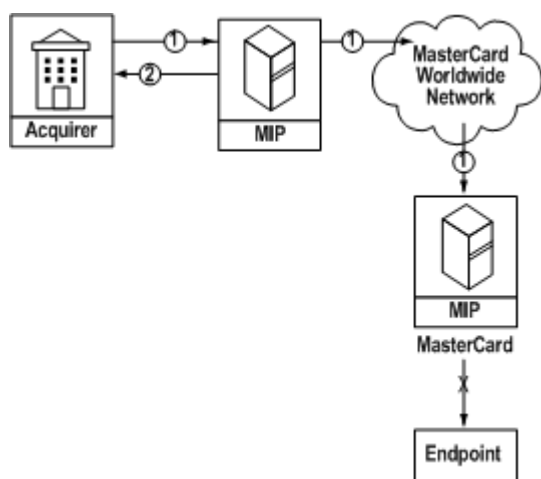 1
1
2
MasterCard
Worldwide
Network
Acquirer
MIP
1
MIP
MasterCard
X
Endpoint